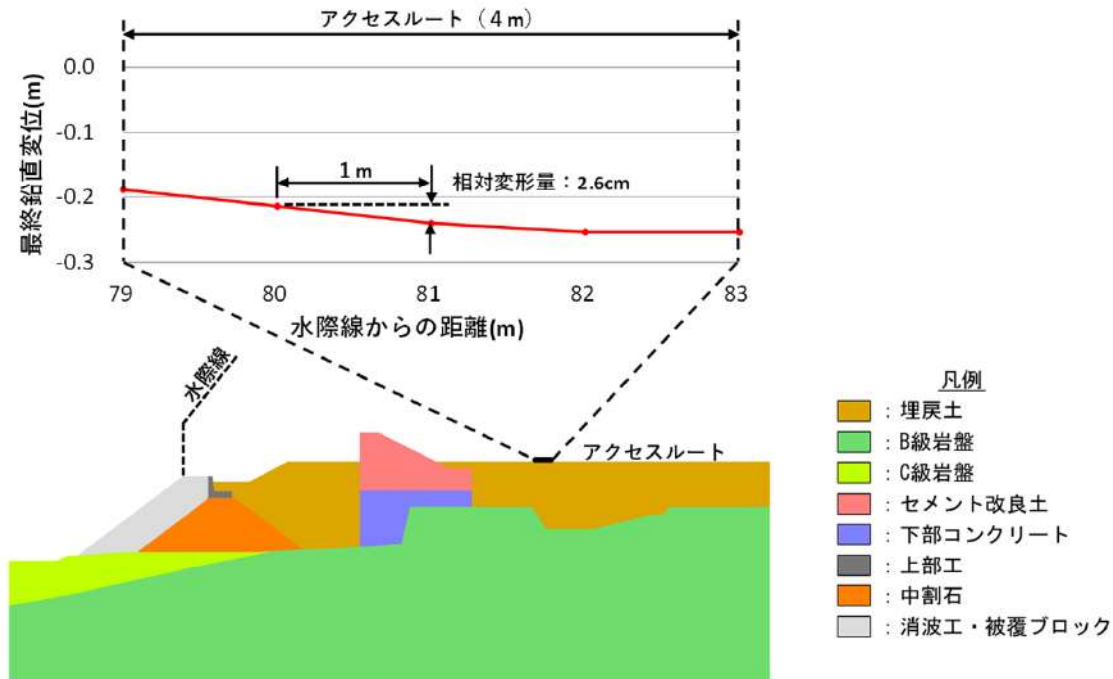 アクセスルート（4ｍ）
最終鉛直変位(m)
0.0
-0.1
-0.2
-0.3
1ｍ
相対変形量：2.6cm
79
80
81
82
83
水際線からの距離(m)
水際線
アクセスルート
凡例
：埋戻土
：B級岩盤
：C級岩盤
：セメント改良土
：下部コンクリート
：上部工
：中割石
：消波工・被覆ブロック